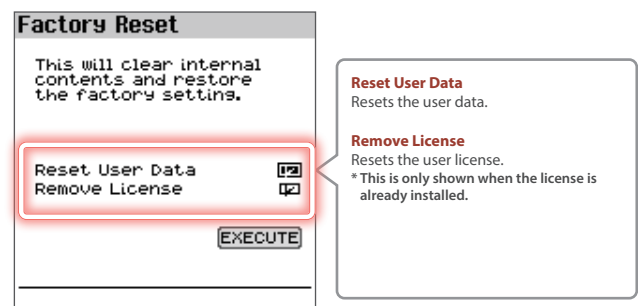 Factory Reset
This will clear internal
contents and restore
the factory setting.
Reset User Data
Remove License
EXECUTE
Reset User Data
Resets the user data.
Remove License
Resets the user license.
* This is only shown when the license is
already installed.